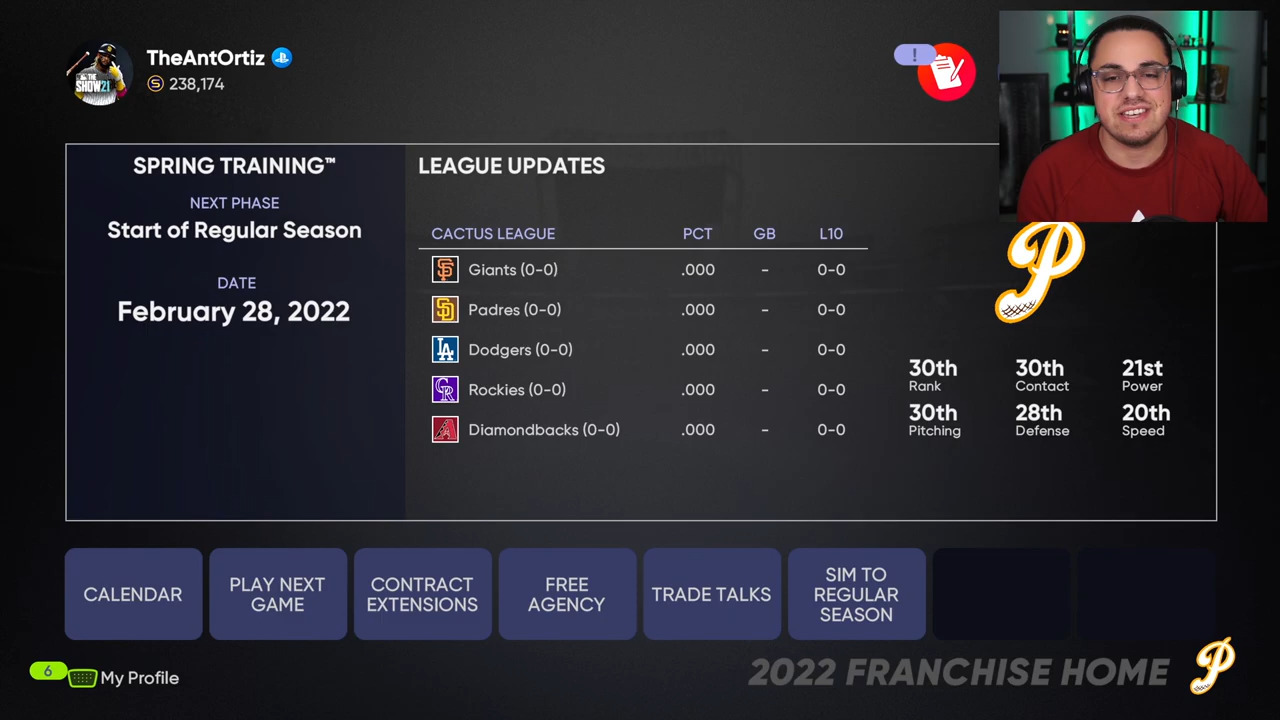 TheAntOrtiz
238,174
THE SHOW21
!
SPRING TRAINING™
NEXT PHASE
Start of Regular Season
DATE
February 28, 2022
LEAGUE UPDATES
CACTUS LEAGUE PCT GB L10
Giants (0-0) .000 - 0-0
Padres (0-0) .000 - 0-0
Dodgers (0-0) .000 - 0-0
Rockies (0-0) .000 - 0-0
Diamondbacks (0-0) .000 - 0-0
P
30th 30th 21st
Rank Contact Power
30th 28th 20th
Pitching Defense Speed
CALENDAR
PLAY NEXT
GAME
CONTRACT
EXTENSIONS
FREE
AGENCY
TRADE TALKS
SIM TO
REGULAR
SEASON
6
My Profile
2022 FRANCHISE HOME
P